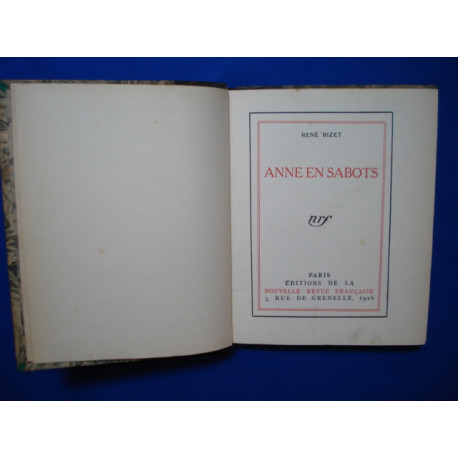 RENÉ BIZET
ANNE EN SABOTS
nrf
PARIS
ÉDITIONS DE LA
NOUVELLE REVUE FRANÇAISE
3, RUE DE GRENELLE, 1926